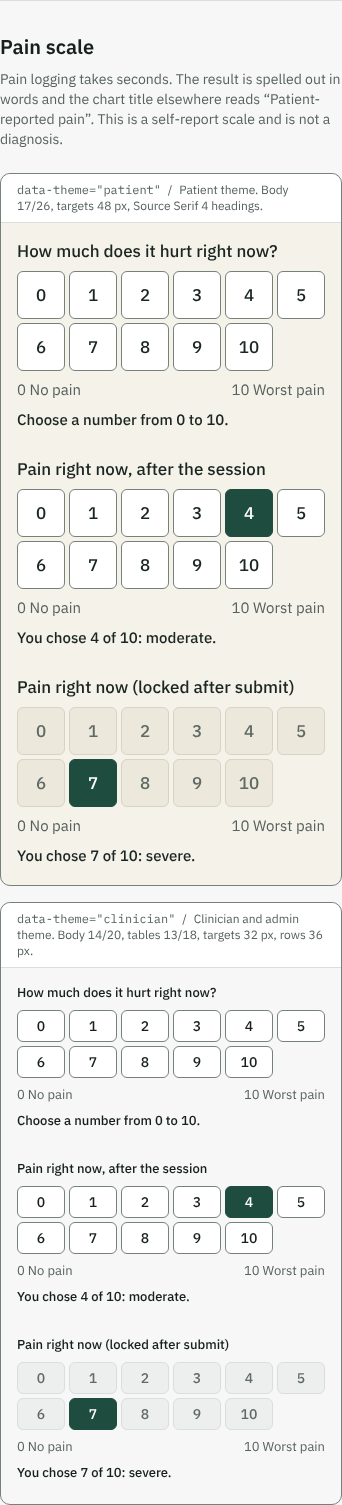 Pain scale
Pain logging takes seconds. The result is spelled out in
words and the chart title elsewhere reads “Patient-
reported pain”. This is a self-report scale and is not a
diagnosis.
data-theme="patient" / Patient theme. Body
17/26, targets 48 px, Source Serif 4 headings.
How much does it hurt right now?
0 1 2 3 4 5
6 7 8 9 10
0 No pain 10 Worst pain
Choose a number from 0 to 10.
Pain right now, after the session
0 1 2 3 4 5
6 7 8 9 10
0 No pain 10 Worst pain
You chose 4 of 10: moderate.
Pain right now (locked after submit)
0 1 2 3 4 5
6 7 8 9 10
0 No pain 10 Worst pain
You chose 7 of 10: severe.
data-theme="clinician" / Clinician and admin
theme. Body 14/20, tables 13/18, targets 32 px, rows 36
px.
How much does it hurt right now?
0 1 2 3 4 5
6 7 8 9 10
0 No pain 10 Worst pain
Choose a number from 0 to 10.
Pain right now, after the session
0 1 2 3 4 5
6 7 8 9 10
0 No pain 10 Worst pain
You chose 4 of 10: moderate.
Pain right now (locked after submit)
0 1 2 3 4 5
6 7 8 9 10
0 No pain 10 Worst pain
You chose 7 of 10: severe.